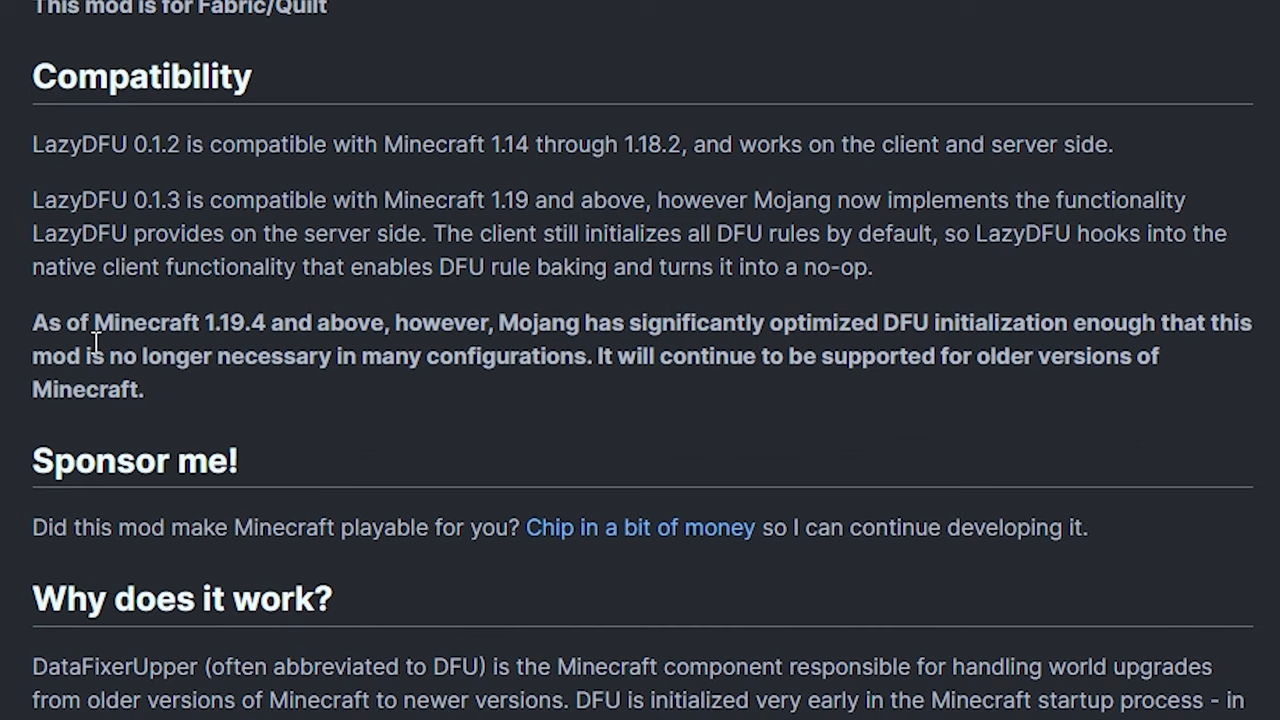 This mod is for Fabric/Quilt
Compatibility
LazyDFU 0.1.2 is compatible with Minecraft 1.14 through 1.18.2, and works on the client and server side.
LazyDFU 0.1.3 is compatible with Minecraft 1.19 and above, however Mojang now implements the functionality
LazyDFU provides on the server side. The client still initializes all DFU rules by default, so LazyDFU hooks into the
native client functionality that enables DFU rule baking and turns it into a no-op.
As of Minecraft 1.19.4 and above, however, Mojang has significantly optimized DFU initialization enough that this
mod is no longer necessary in many configurations. It will continue to be supported for older versions of
Minecraft.
Sponsor me!
Did this mod make Minecraft playable for you? Chip in a bit of money so I can continue developing it.
Why does it work?
DataFixerUpper (often abbreviated to DFU) is the Minecraft component responsible for handling world upgrades
from older versions of Minecraft to newer versions. DFU is initialized very early in the Minecraft startup process - in